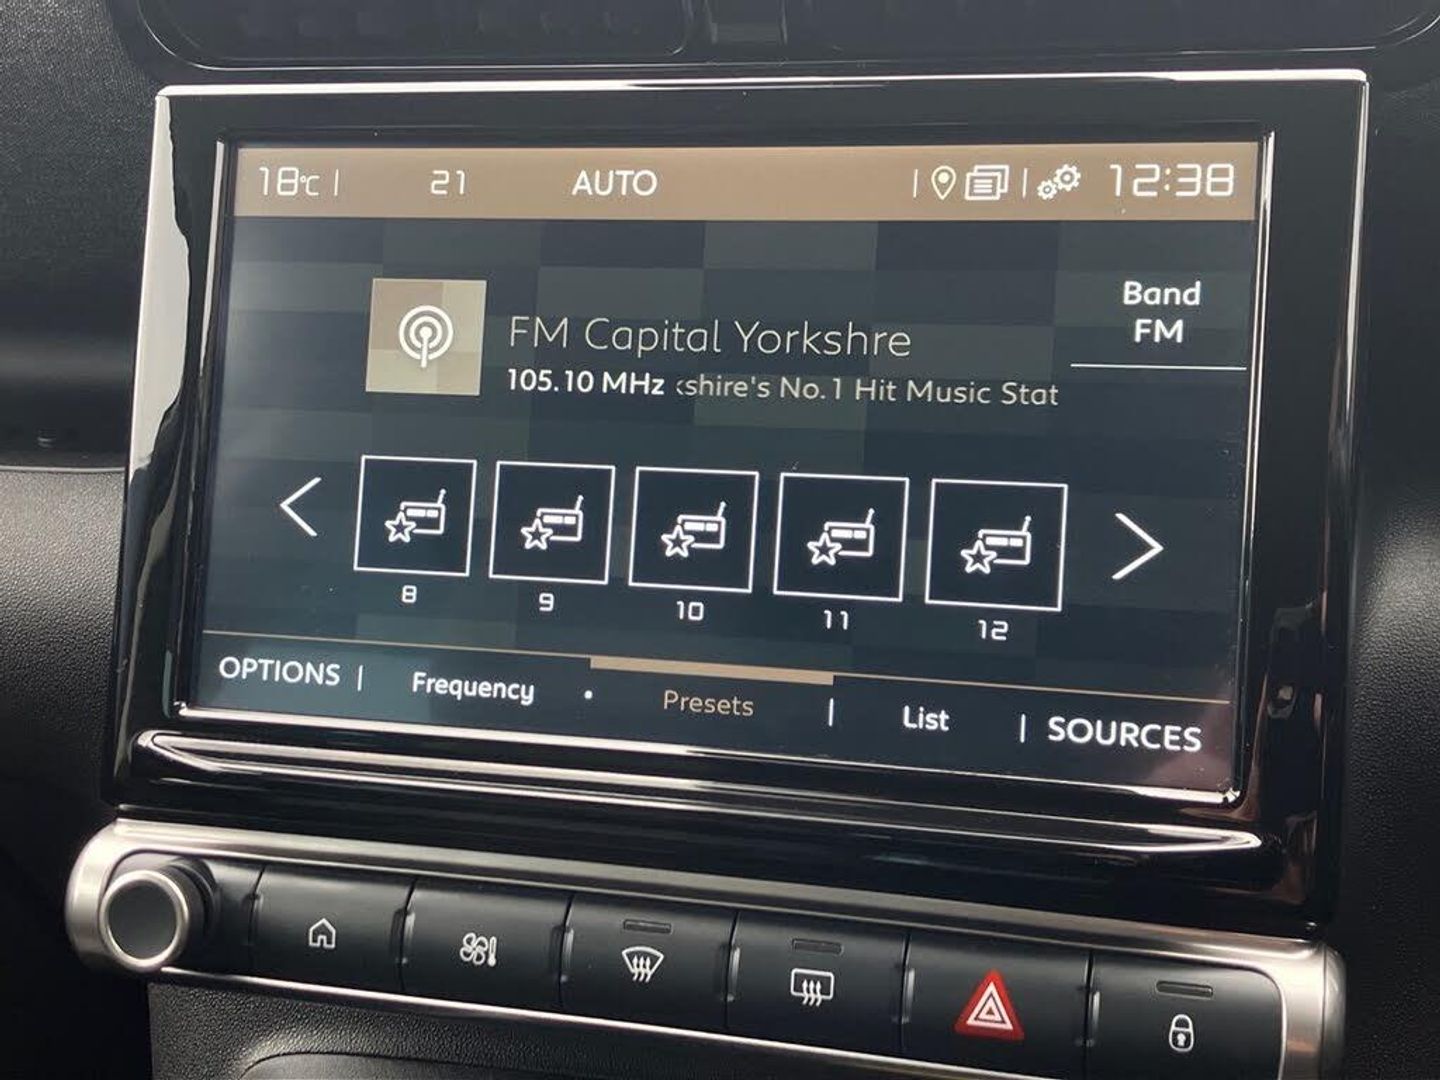 18°C | 21 AUTO | | 12:38
Band
FM
FM Capital Yorkshre
105.10 MHz kshire's No.1 Hit Music Stat
8 9 10 11 12
OPTIONS | Frequency • Presets | List | SOURCES